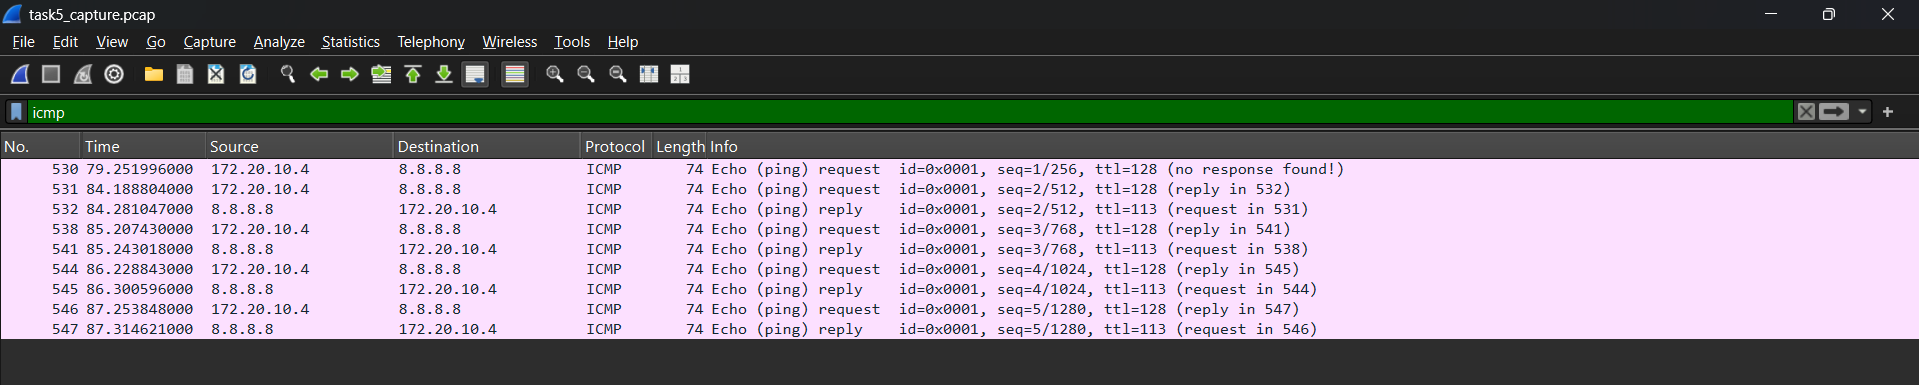 task5_capture.pcap
File Edit View Go Capture Analyze Statistics Telephony Wireless Tools Help
icmp
No. Time Source Destination Protocol Length Info
530 79.251996000 172.20.10.4 8.8.8.8 ICMP 74 Echo (ping) request id=0x0001, seq=1/256, ttl=128 (no response found!)
531 84.188804000 172.20.10.4 8.8.8.8 ICMP 74 Echo (ping) request id=0x0001, seq=2/512, ttl=128 (reply in 532)
532 84.281047000 8.8.8.8 172.20.10.4 ICMP 74 Echo (ping) reply id=0x0001, seq=2/512, ttl=113 (request in 531)
538 85.207430000 172.20.10.4 8.8.8.8 ICMP 74 Echo (ping) request id=0x0001, seq=3/768, ttl=128 (reply in 541)
541 85.243018000 8.8.8.8 172.20.10.4 ICMP 74 Echo (ping) reply id=0x0001, seq=3/768, ttl=113 (request in 538)
544 86.228843000 172.20.10.4 8.8.8.8 ICMP 74 Echo (ping) request id=0x0001, seq=4/1024, ttl=128 (reply in 545)
545 86.300596000 8.8.8.8 172.20.10.4 ICMP 74 Echo (ping) reply id=0x0001, seq=4/1024, ttl=113 (request in 544)
546 87.253848000 172.20.10.4 8.8.8.8 ICMP 74 Echo (ping) request id=0x0001, seq=5/1280, ttl=128 (reply in 547)
547 87.314621000 8.8.8.8 172.20.10.4 ICMP 74 Echo (ping) reply id=0x0001, seq=5/1280, ttl=113 (request in 546)